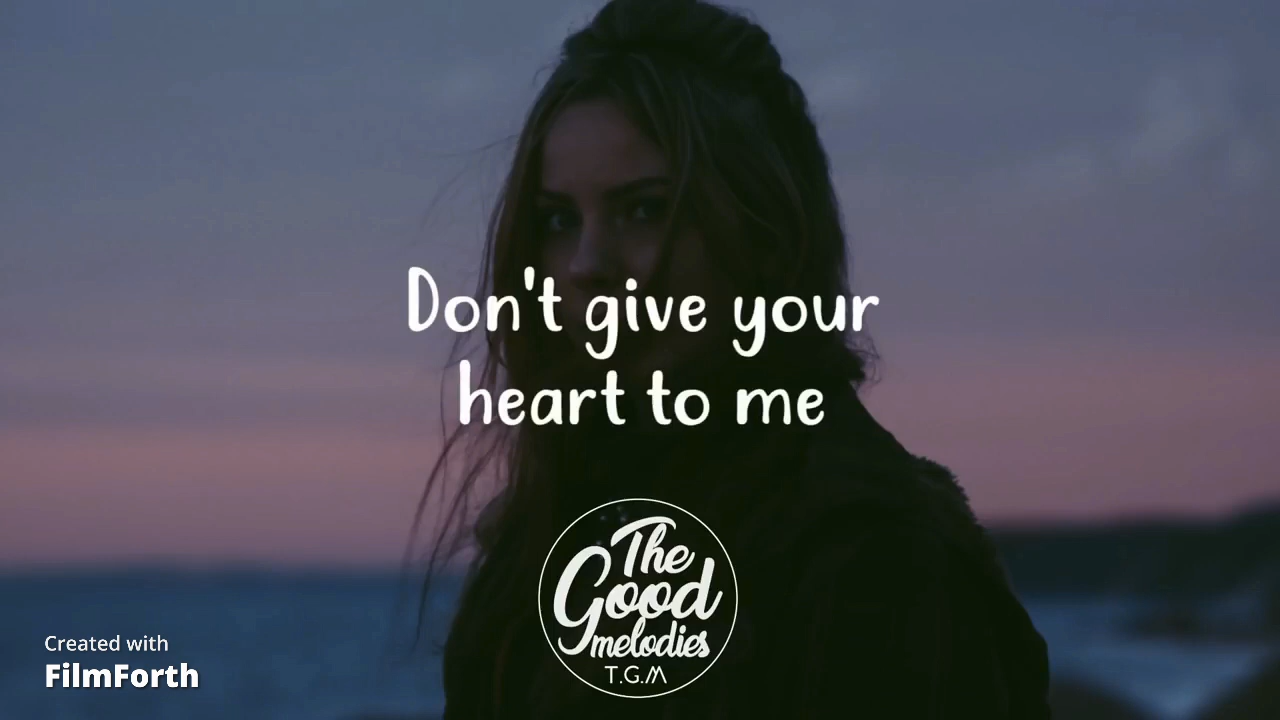 Don't give your
heart to me
The
Good
melodies
T.G.M
Created with
FilmForth